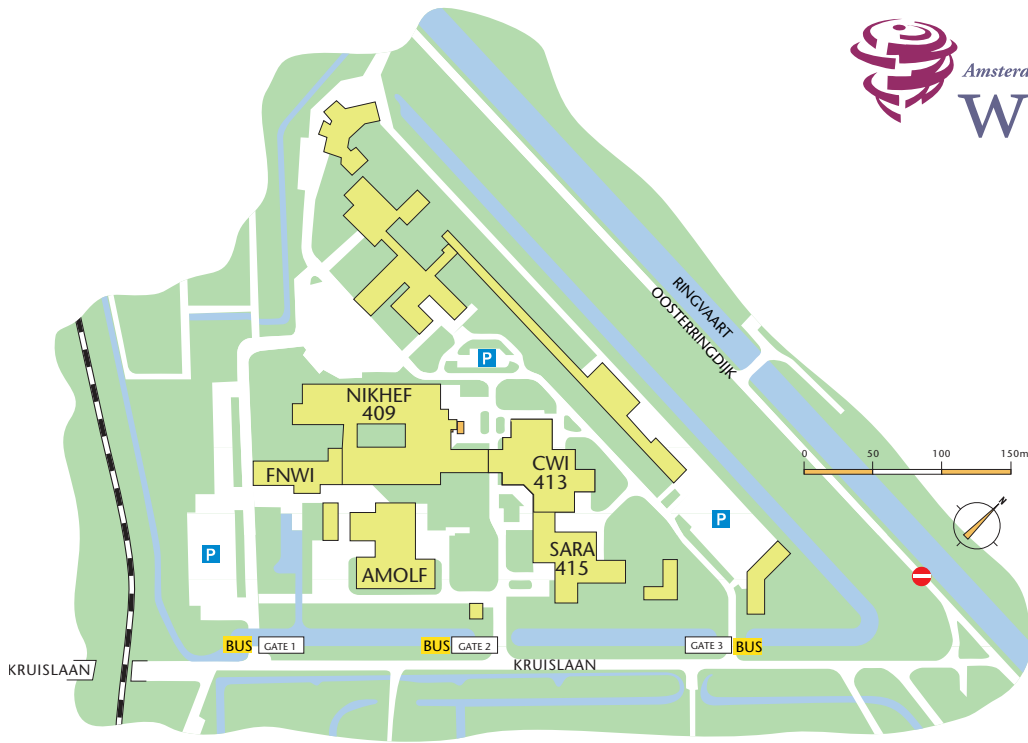 Amsterd
W
RINGVAART
OOSTERRINGDIJK
P
NIKHEF
409
0 50 100 150m
CWI
413
FNWI
N
P
SARA
415
P
AMOLF
BUS GATE 1
BUS GATE 2
GATE 3 BUS
KRUISLAAN
KRUISLAAN